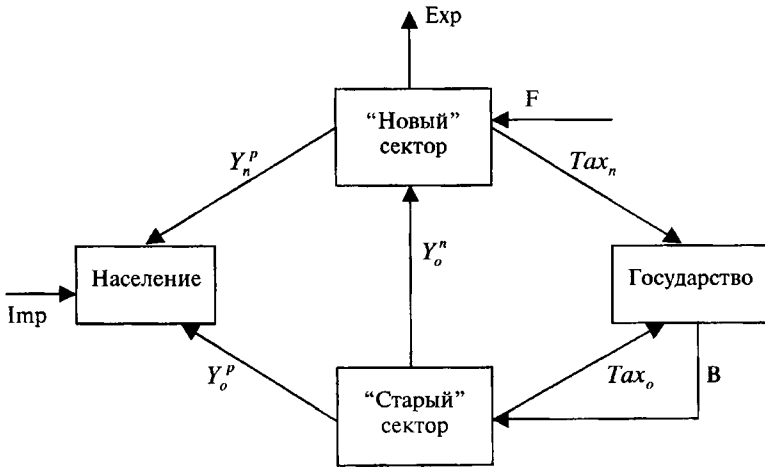 Exp
“Новый”
сектор
F
Y_n^p
Tax_n
Y_o^n
Население
Государство
Imp
Y_o^p
“Старый”
сектор
Tax_o
B